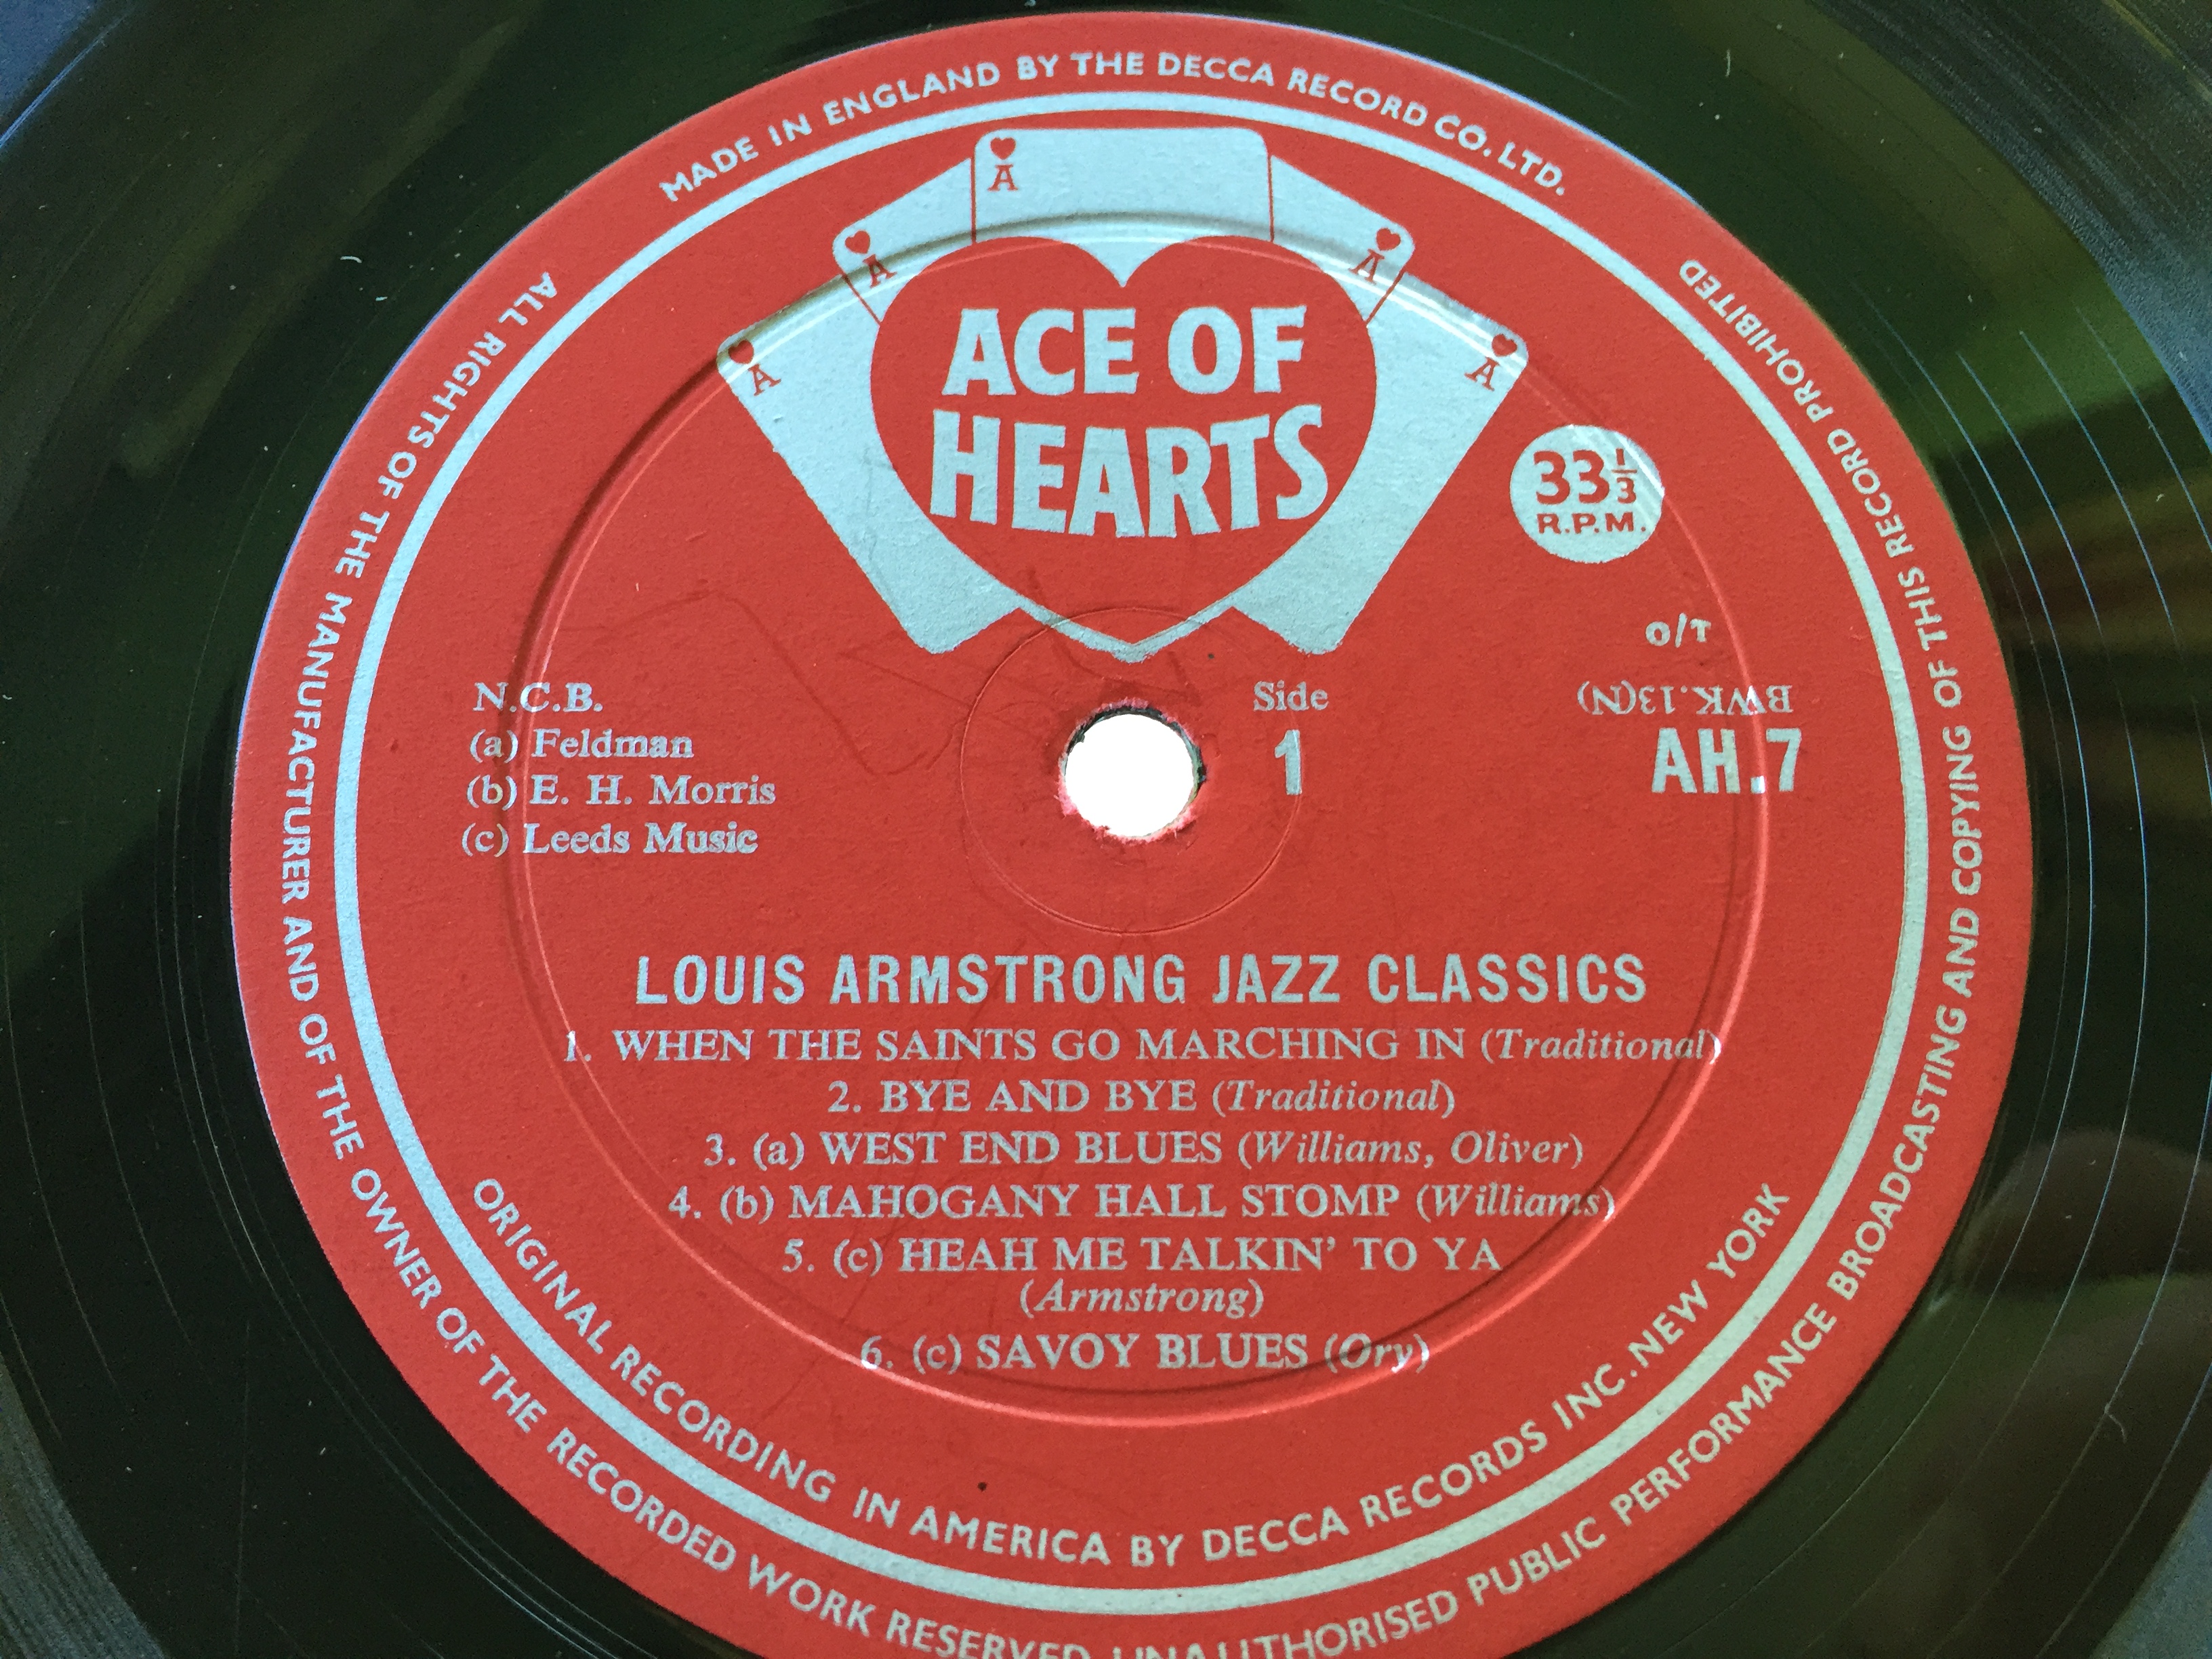 MADE IN ENGLAND BY THE DECCA RECORD CO. LTD.
ALL RIGHTS OF THE MANUFACTURER AND OF THE OWNER OF THE RECORDED WORK RESERVED UNAUTHORISED PUBLIC PERFORMANCE BROADCASTING AND COPYING OF THIS RECORD PROHIBITED
A
A
A
A
A
ACE OF
HEARTS
33⅓
R.P.M.
O/T
BWK.13(N)
AH.7
Side
1
N.C.B.
(a) Feldman
(b) E. H. Morris
(c) Leeds Music
LOUIS ARMSTRONG JAZZ CLASSICS
1. WHEN THE SAINTS GO MARCHING IN (Traditional)
2. BYE AND BYE (Traditional)
3. (a) WEST END BLUES (Williams, Oliver)
4. (b) MAHOGANY HALL STOMP (Williams)
5. (c) HEAH ME TALKIN' TO YA
(Armstrong)
6. (c) SAVOY BLUES (Ory)
ORIGINAL RECORDING IN AMERICA BY DECCA RECORDS INC. NEW YORK